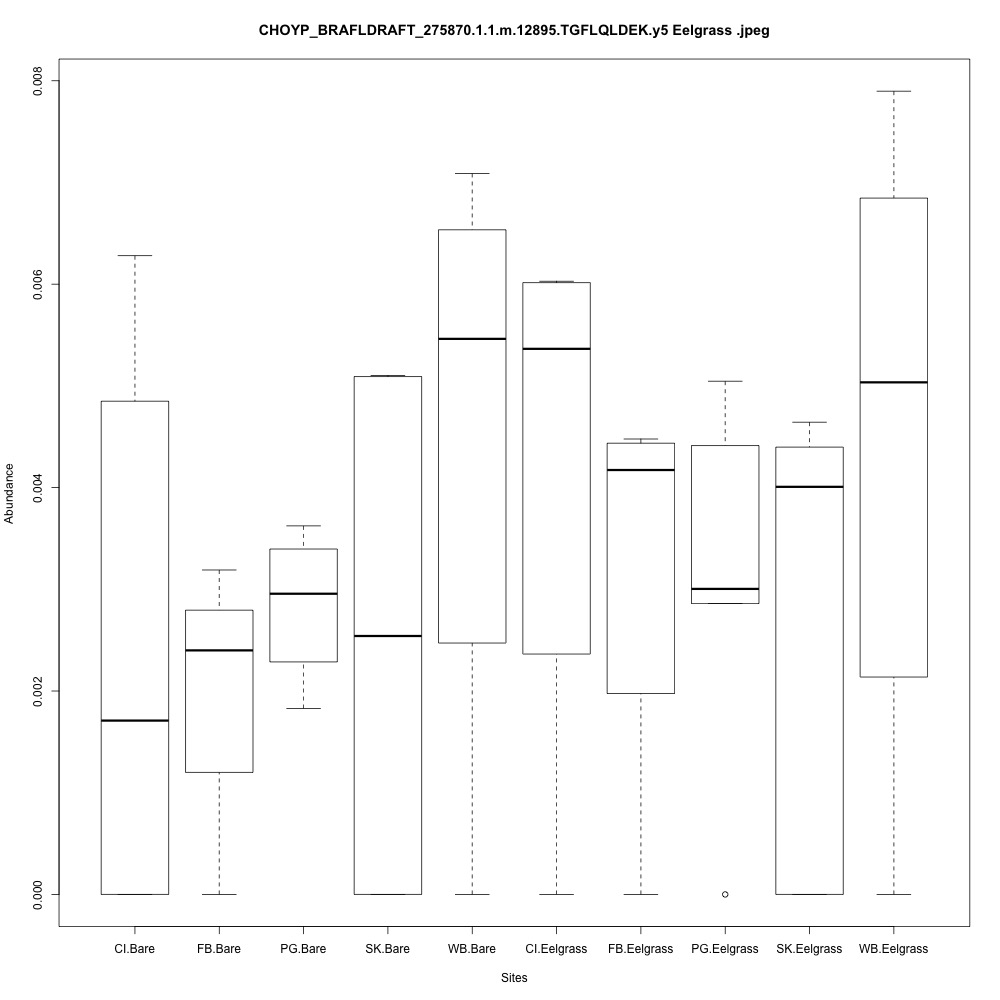 CHOYP_BRAFLDRAFT_275870.1.1.m.12895.TGFLQLDEK.y5 Eelgrass .jpeg
0.008
0.006
Abundance
0.004
0.002
0.000
CI.Bare FB.Bare PG.Bare SK.Bare WB.Bare CI.Eelgrass FB.Eelgrass PG.Eelgrass SK.Eelgrass WB.Eelgrass
Sites